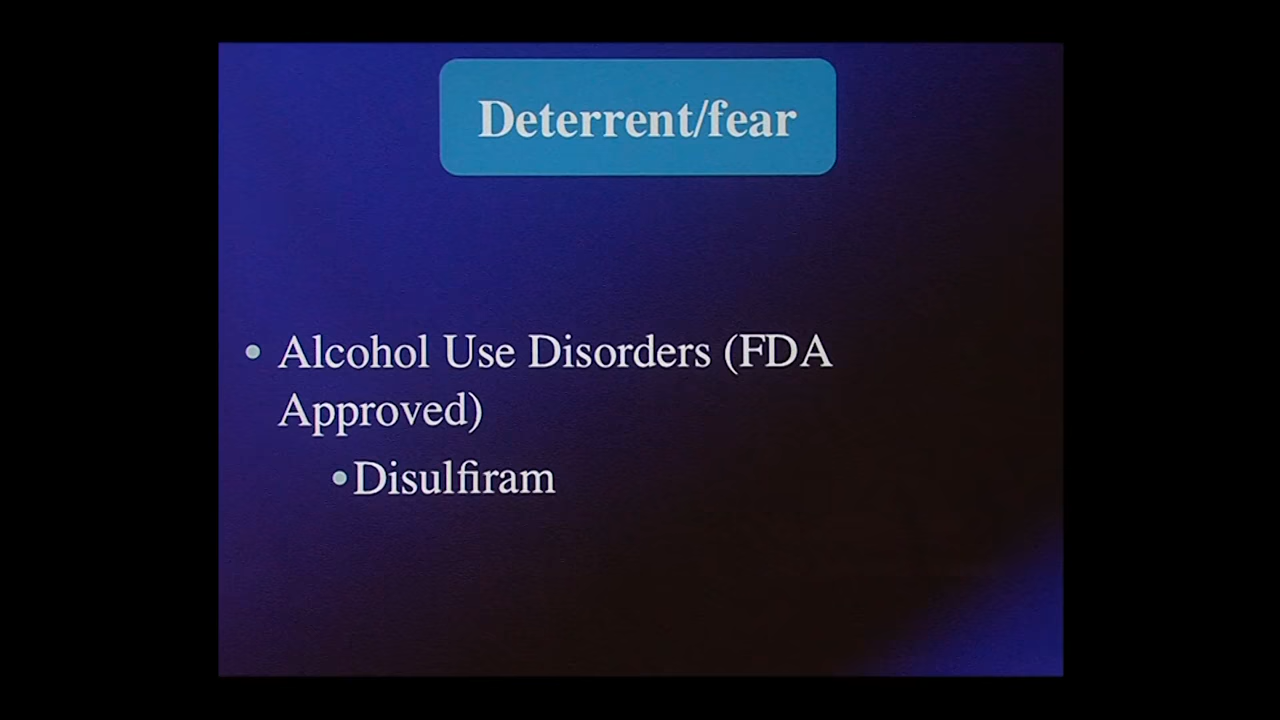 Deterrent/fear
• Alcohol Use Disorders (FDA
Approved)
• Disulfiram